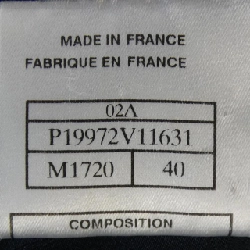 MADE IN FRANCE
FABRIQUE EN FRANCE
02A
P19972V11631
M1720 40
COMPOSITION